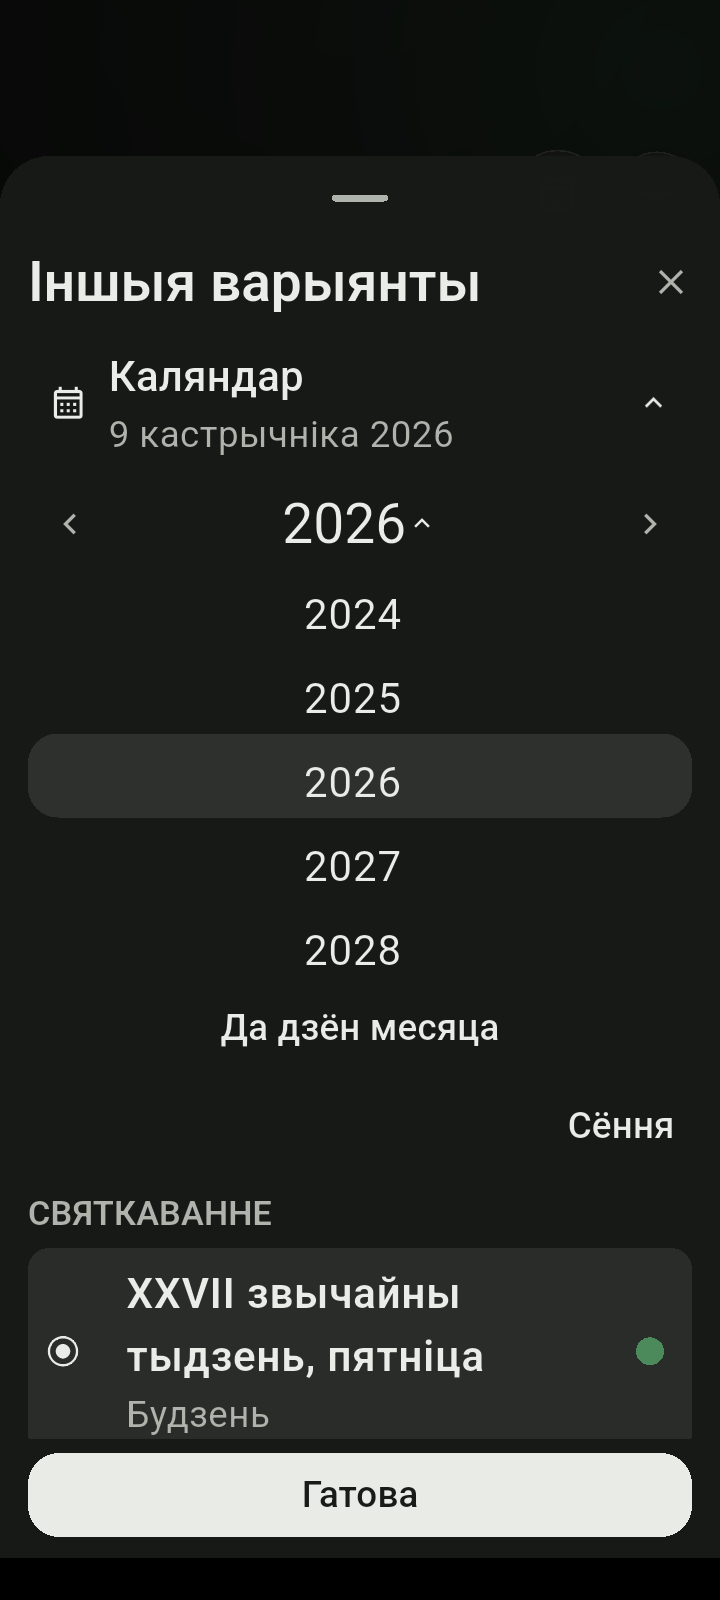 Іншыя варыянты
Каляндар
9 кастрычніка 2026
2026
2024
2025
2026
2027
2028
Да дзён месяца
Сёння
СВЯТКАВАННЕ
XXVII звычайны
тыдзень, пятніца
Будзень
Гатова